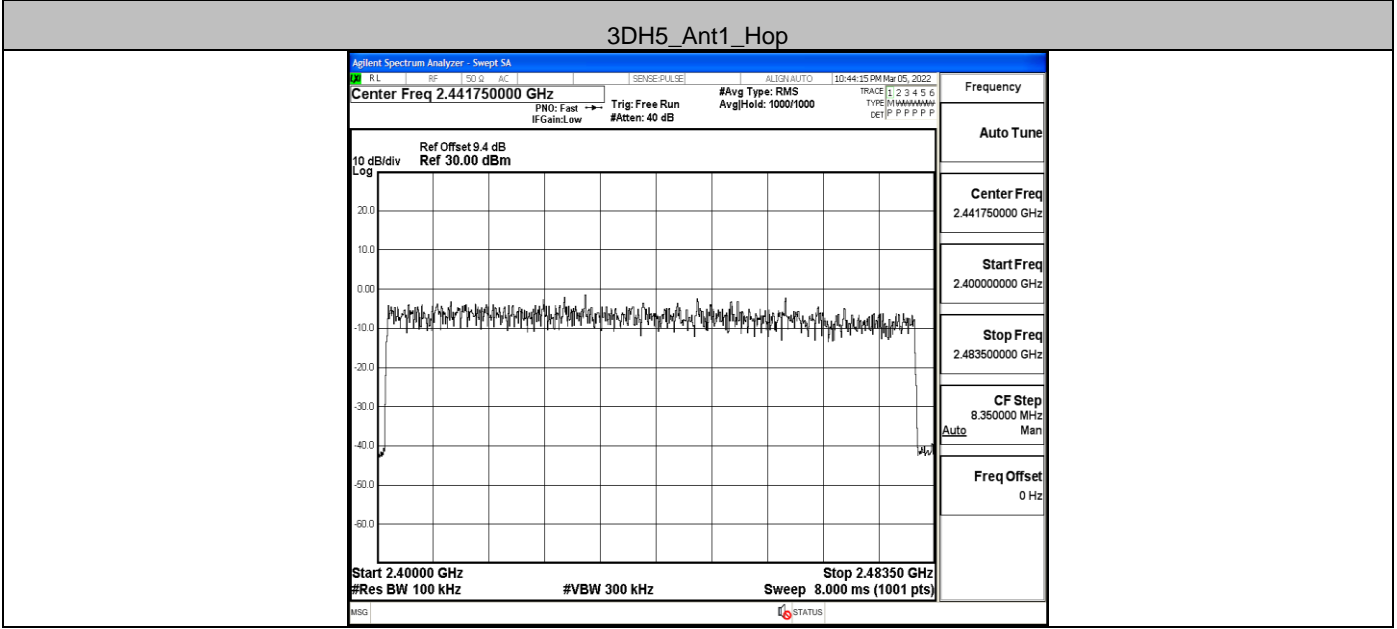 3DH5_Ant1_Hop
Agilent Spectrum Analyzer - Swept SA
LXI RL RF 50 Ω AC SENSE:PULSE ALIGN AUTO 10:44:15 PM Mar 05, 2022
Center Freq 2.441750000 GHz
PNO: Fast
IFGain:Low
Trig: Free Run
#Atten: 40 dB
#Avg Type: RMS
Avg|Hold: 1000/1000
TRACE 1 2 3 4 5 6
TYPE M WWWWW
DET P P P P P P
Frequency
Auto Tune
Center Freq
2.441750000 GHz
Start Freq
2.400000000 GHz
Stop Freq
2.483500000 GHz
CF Step
8.350000 MHz
Auto Man
Freq Offset
0 Hz
Ref Offset 9.4 dB
10 dB/div Ref 30.00 dBm
Log
20.0
10.0
0.00
-10.0
-20.0
-30.0
-40.0
-50.0
-60.0
Start 2.40000 GHz Stop 2.48350 GHz
#Res BW 100 kHz #VBW 300 kHz Sweep 8.000 ms (1001 pts)
MSG STATUS